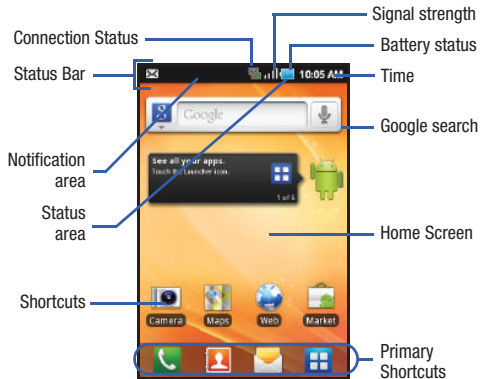 Signal strength
Connection Status
Battery status
Status Bar
10:05 AM
Time
Google
Google search
Notification
area
See all your apps.
Touch the Launcher icon.
1 of 6
Status
area
Home Screen
Shortcuts
Camera
Maps
Web
Market
Primary
Shortcuts